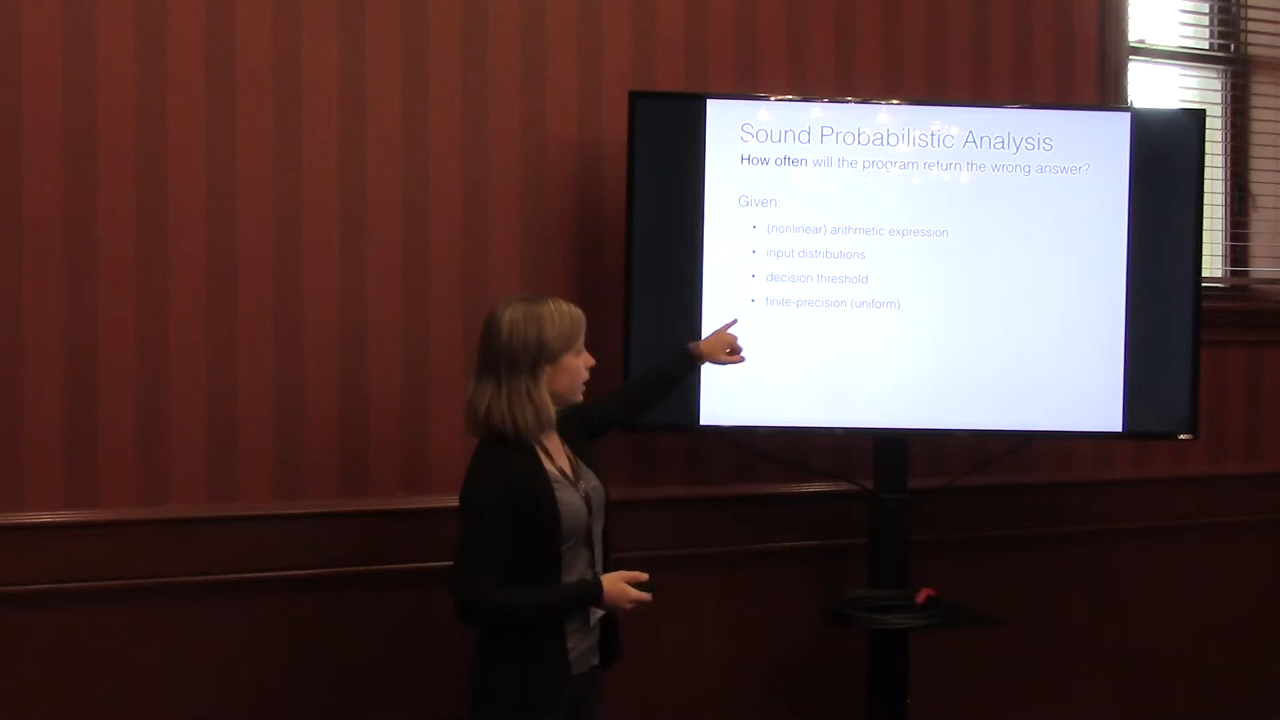 Sound Probabilistic Analysis
How often will the program return the wrong answer?
Given:
• (nonlinear) arithmetic expression
• input distributions
• decision threshold
• finite-precision (uniform)
VIZIO